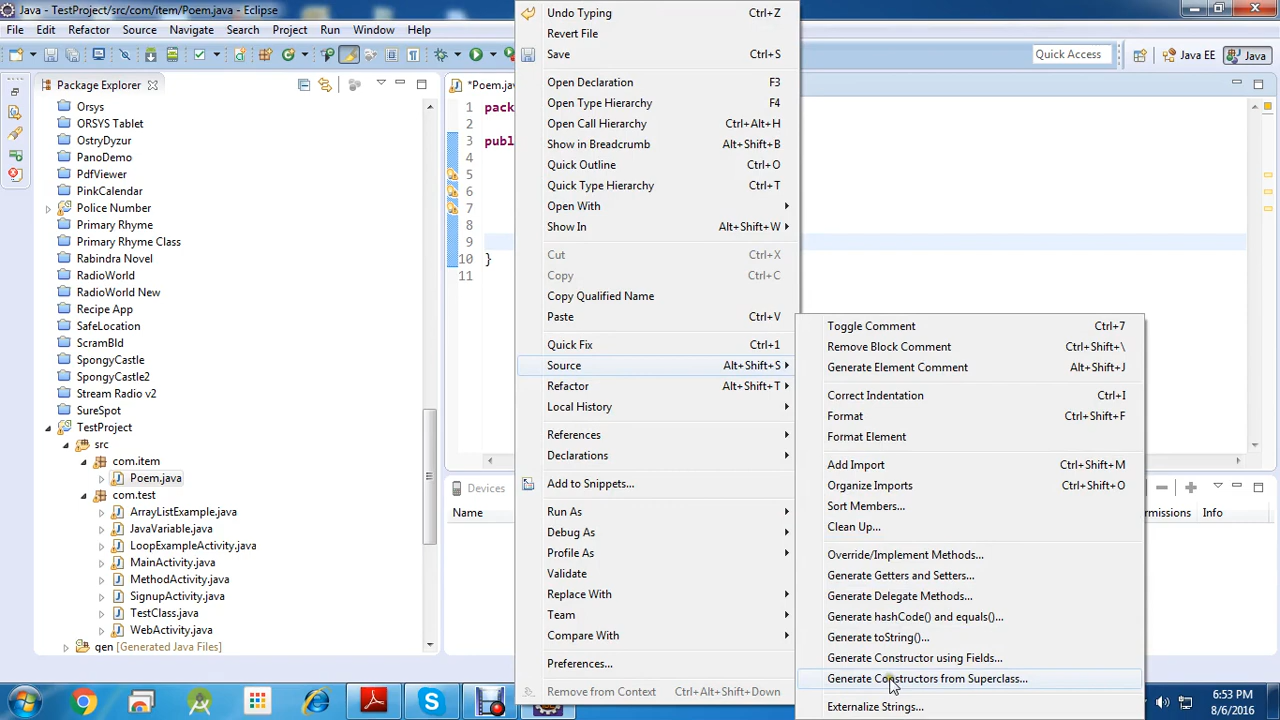 Java - TestProject/src/com/item/Poem.java - Eclipse
File Edit Refactor Source Navigate Search Project Run Window Help
Quick Access
Java EE
Java
Package Explorer
Orsys
ORSYS Tablet
OstryDyzur
PanoDemo
PdfViewer
PinkCalendar
Police Number
Primary Rhyme
Primary Rhyme Class
Rabindra Novel
RadioWorld
RadioWorld New
Recipe App
SafeLocation
ScramBld
SpongyCastle
SpongyCastle2
Stream Radio v2
SureSpot
TestProject
src
com.item
Poem.java
com.test
ArrayListExample.java
JavaVariable.java
LoopExampleActivity.java
MainActivity.java
MethodActivity.java
SignupActivity.java
TestClass.java
WebActivity.java
gen [Generated Java Files]
*Poem.jav
1 pack
2
3 publ
4
5
6
7
8
9
10 }
11
Devices
Name
rmissions Info
Undo Typing Ctrl+Z
Revert File
Save Ctrl+S
Open Declaration F3
Open Type Hierarchy F4
Open Call Hierarchy Ctrl+Alt+H
Show in Breadcrumb Alt+Shift+B
Quick Outline Ctrl+O
Quick Type Hierarchy Ctrl+T
Open With
Show In Alt+Shift+W
Cut Ctrl+X
Copy Ctrl+C
Copy Qualified Name
Paste Ctrl+V
Quick Fix Ctrl+1
Source Alt+Shift+S
Refactor Alt+Shift+T
Local History
References
Declarations
Add to Snippets...
Run As
Debug As
Profile As
Validate
Replace With
Team
Compare With
Preferences...
Remove from Context Ctrl+Alt+Shift+Down
Toggle Comment Ctrl+7
Remove Block Comment Ctrl+Shift+\
Generate Element Comment Alt+Shift+J
Correct Indentation Ctrl+I
Format Ctrl+Shift+F
Format Element
Add Import Ctrl+Shift+M
Organize Imports Ctrl+Shift+O
Sort Members...
Clean Up...
Override/Implement Methods...
Generate Getters and Setters...
Generate Delegate Methods...
Generate hashCode() and equals()...
Generate toString()...
Generate Constructor using Fields...
Generate Constructors from Superclass...
Externalize Strings...
6:53 PM
8/6/2016